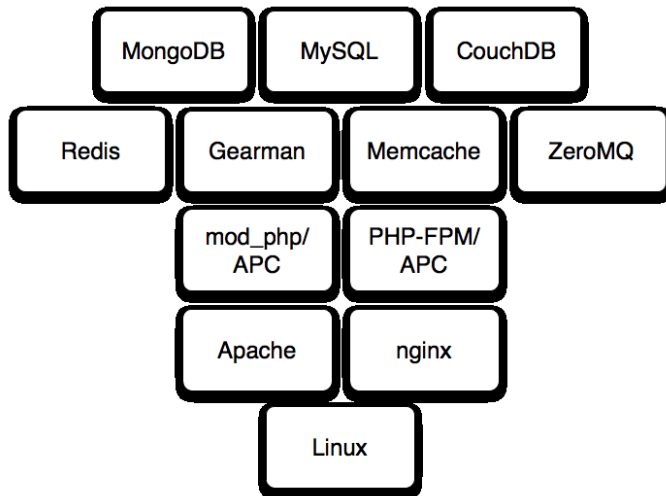 MongoDB
MySQL
CouchDB
Redis
Gearman
Memcache
ZeroMQ
mod_php/
APC
PHP-FPM/
APC
Apache
nginx
Linux